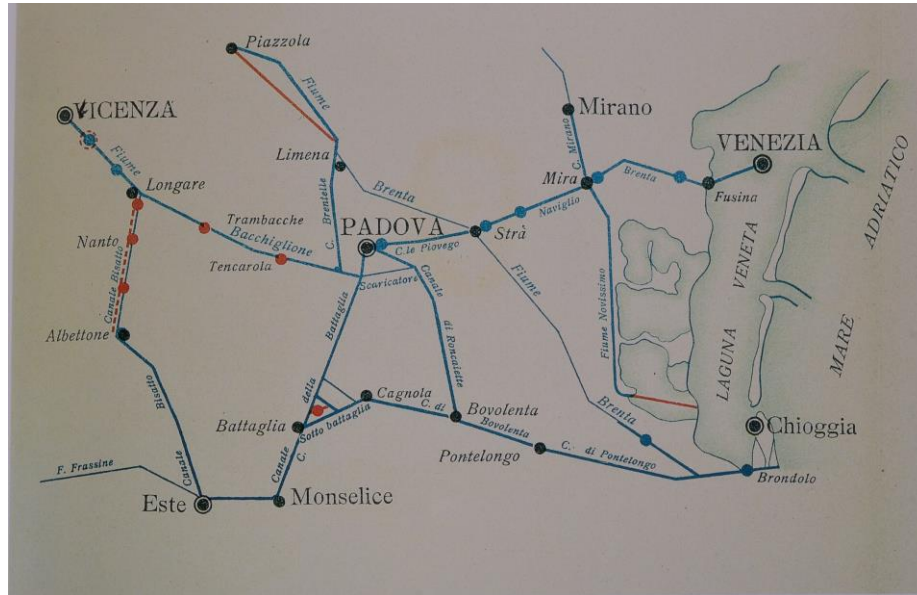 Piazzola
Fiume
VICENZA
Mirano
C. Mirano
VENEZIA
Fiume
Limena
Longare
Brenta
Mira
Brenta
Fusina
ADRIATICO
Trambacche
C. Brentelle
Naviglio
Nanto
Bacchiglione
PADOVA
Strà
C.le Piovego
Tencarola
Scaricatore
Canale
Fiume
VENETA
Canale Bisatto
Battaglia
Fiume Novissimo
Albettone
di Roncajette
LAGUNA
MARE
Bisatto
della
Cagnola
Brenta
C. di
Bovolenta
Battaglia
Sotto battaglia
Bovolenta
Chioggia
Pontelongo
C. di Pontelongo
Canale
C.
F. Frassine
Canale
Brondolo
Este
Monselice